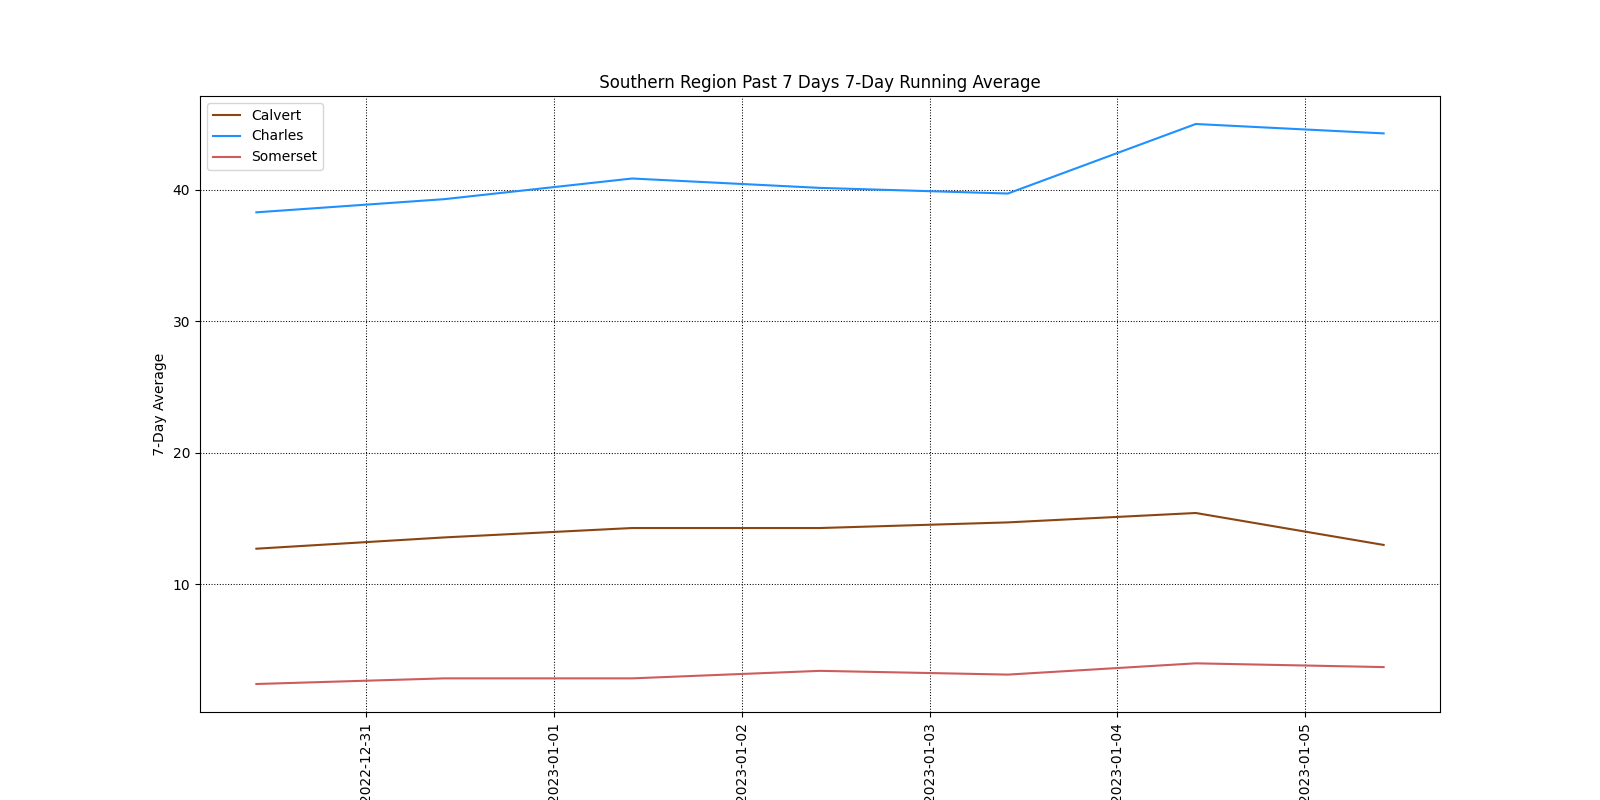 Southern Region Past 7 Days 7-Day Running Average
Calvert
Charles
Somerset
7-Day Average
40
30
20
10
2022-12-31
2023-01-01
2023-01-02
2023-01-03
2023-01-04
2023-01-05